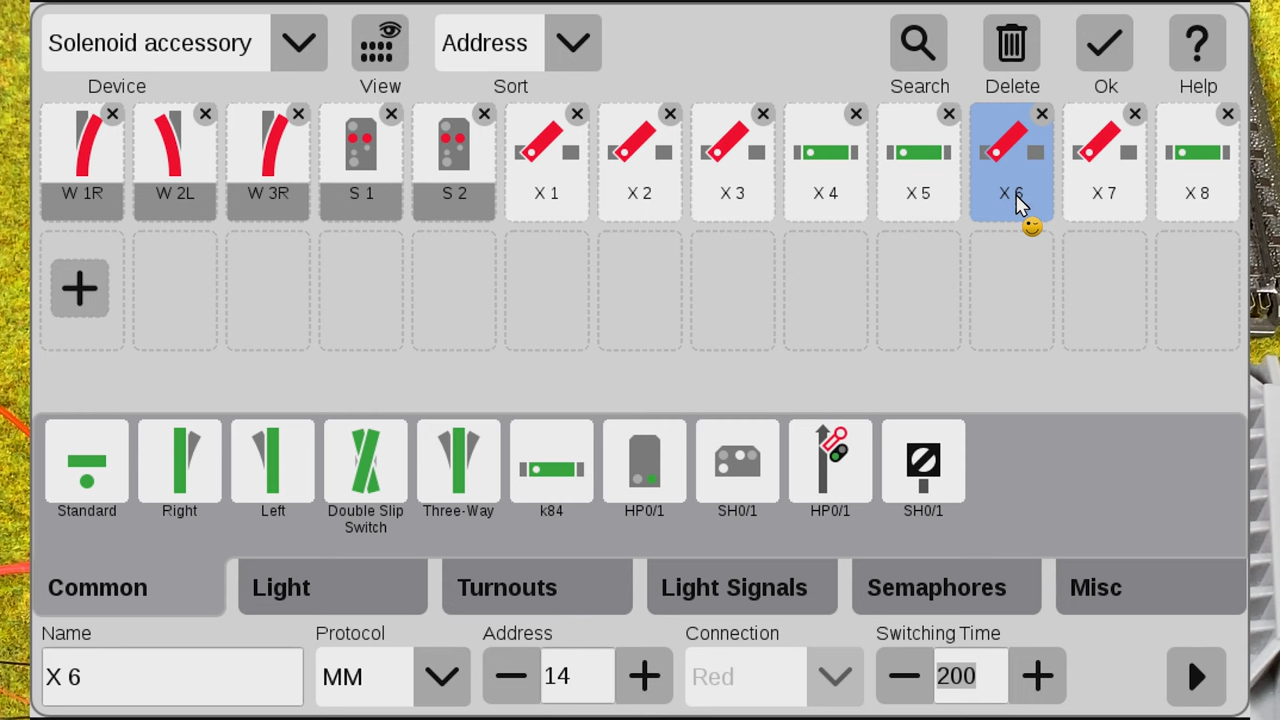 Solenoid accessory
Address
Device
View
Sort
Search
Delete
Ok
Help
W 1R
W 2L
W 3R
S 1
S 2
X 1
X 2
X 3
X 4
X 5
X 6
X 7
X 8
Standard
Right
Left
Double Slip
Switch
Three-Way
k84
HP0/1
SH0/1
HP0/1
SH0/1
Common
Light
Turnouts
Light Signals
Semaphores
Misc
Name
Protocol
Address
Connection
Switching Time
X 6
MM
14
Red
200